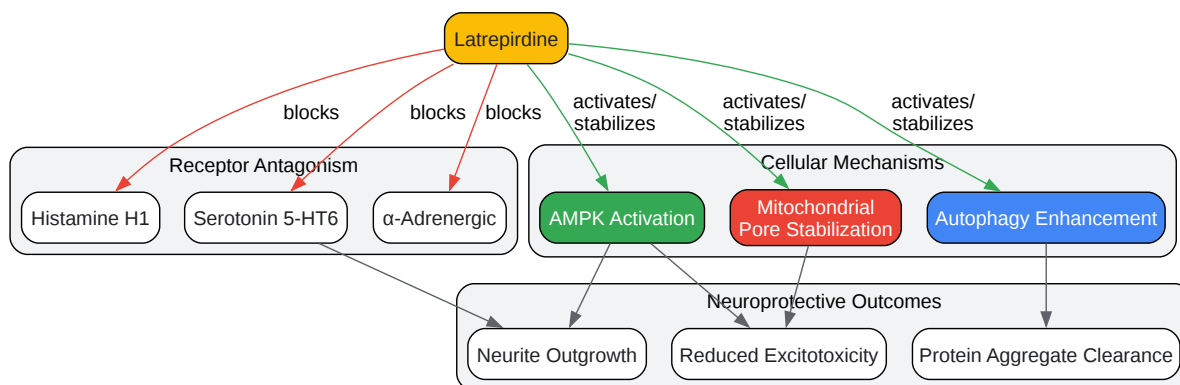 Latrepirdine
blocks
blocks
blocks
activates/
stabilizes
activates/
stabilizes
activates/
stabilizes
Receptor Antagonism
Histamine H1
Serotonin 5-HT6
α-Adrenergic
Cellular Mechanisms
AMPK Activation
Mitochondrial
Pore Stabilization
Autophagy Enhancement
Neuroprotective Outcomes
Neurite Outgrowth
Reduced Excitotoxicity
Protein Aggregate Clearance